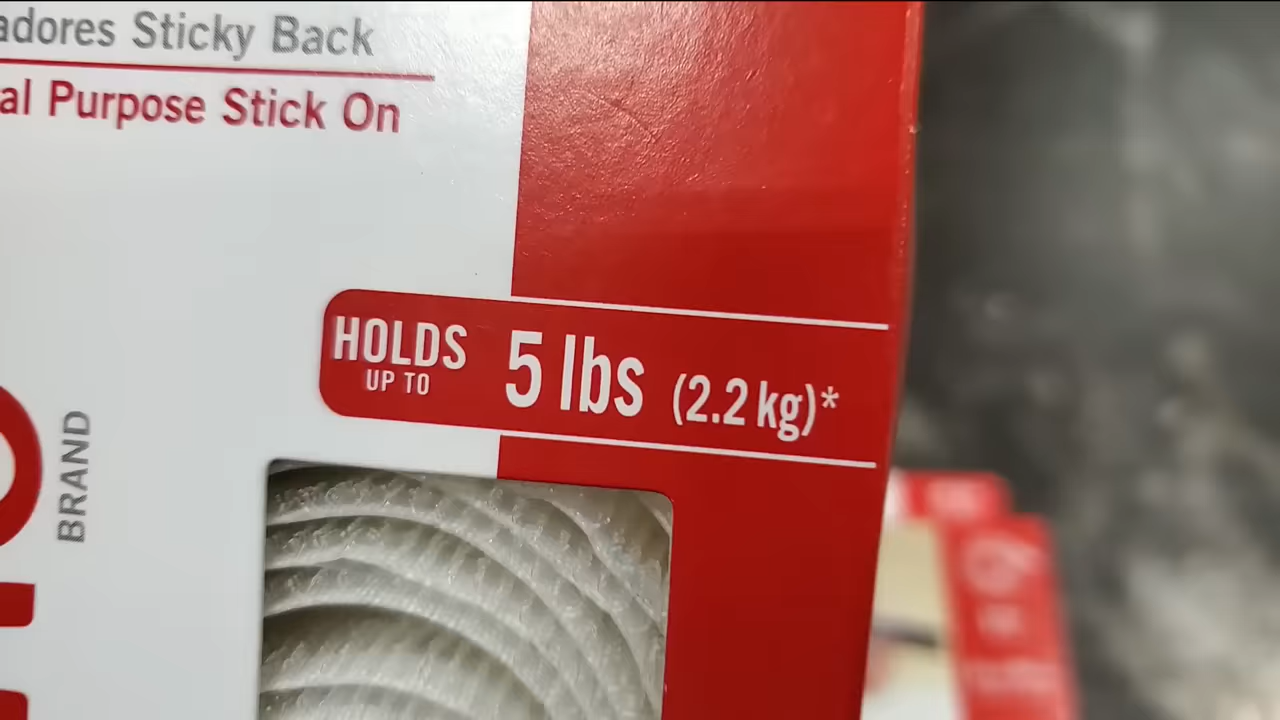 adores Sticky Back
al Purpose Stick On
HOLDS
UP TO
5 lbs (2.2 kg)*
BRAND